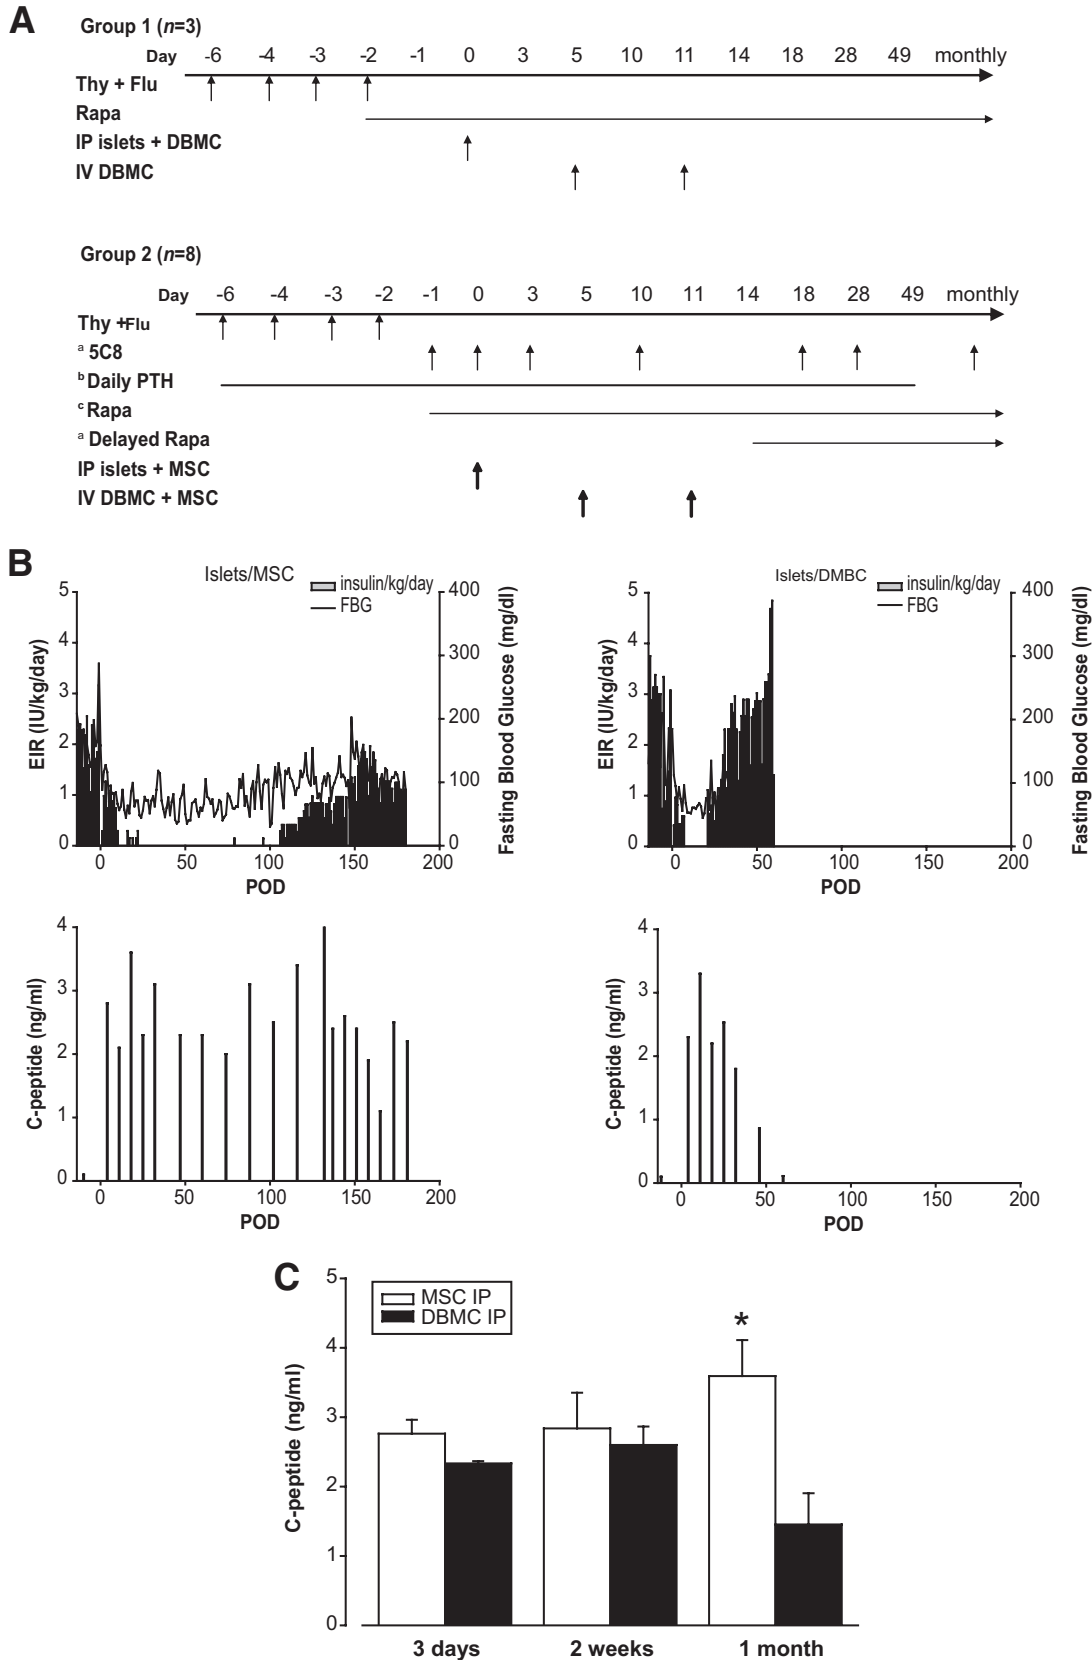 A
Group 1 (n=3)
Day -6 -4 -3 -2 -1 0 3 5 10 11 14 18 28 49 monthly
Thy + Flu
Rapa
IP islets + DBMC
IV DBMC
Group 2 (n=8)
Day -6 -4 -3 -2 -1 0 3 5 10 11 14 18 28 49 monthly
Thy +Flu
a 5C8
b Daily PTH
c Rapa
a Delayed Rapa
IP islets + MSC
IV DBMC + MSC
B
Islets/MSC
insulin/kg/day
FBG
EIR (IU/kg/day)
5
4
3
2
1
0
400
300
200
100
0
Fasting Blood Glucose (mg/dl)
0 50 100 150 200
POD
Islets/DMBC
insulin/kg/day
FBG
EIR (IU/kg/day)
5
4
3
2
1
0
400
300
200
100
0
Fasting Blood Glucose (mg/dl)
0 50 100 150 200
POD
C-peptide (ng/ml)
4
3
2
1
0
0 50 100 150 200
POD
C-peptide (ng/ml)
4
3
2
1
0
0 50 100 150 200
POD
C
MSC IP
DBMC IP
C-peptide (ng/ml)
5
4
3
2
1
0
*
3 days 2 weeks 1 month